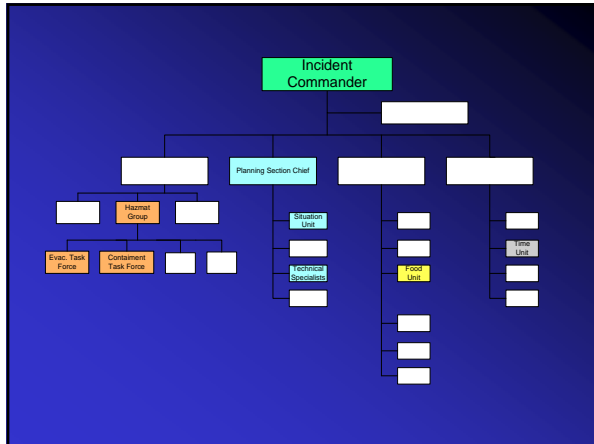 Incident
Commander
Planning Section Chief
Hazmat
Group
Situation
Unit
Time
Unit
Evac. Task
Force
Contaiment
Task Force
Technical
Specialists
Food
Unit